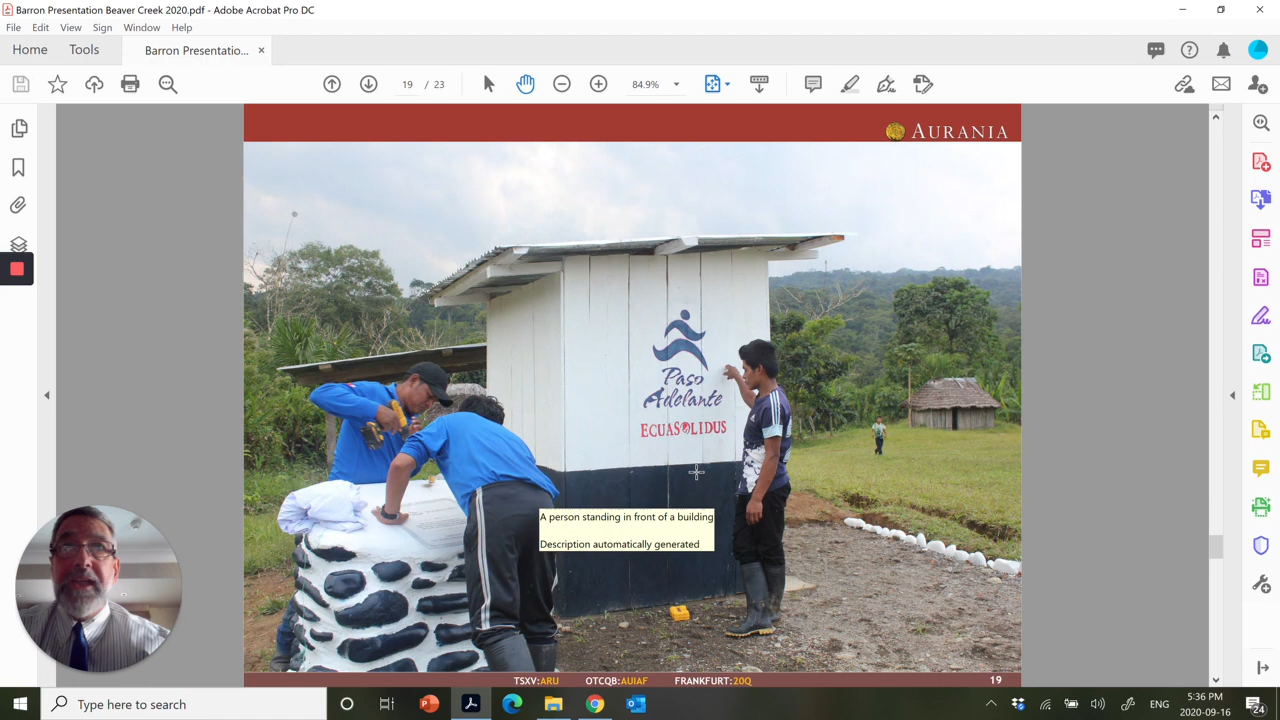 Barron Presentation Beaver Creek 2020.pdf - Adobe Acrobat Pro DC
File Edit View Sign Window Help
Home Tools Barron Presentatio... ×
19 / 23 84.9%
AURANIA
Paso
Adelante
ECUASOLIDUS
A person standing in front of a building
Description automatically generated
TSXV:ARU OTCQB:AUIAF FRANKFURT:20Q 19
Type here to search
ENG
5:36 PM
2020-09-16
24